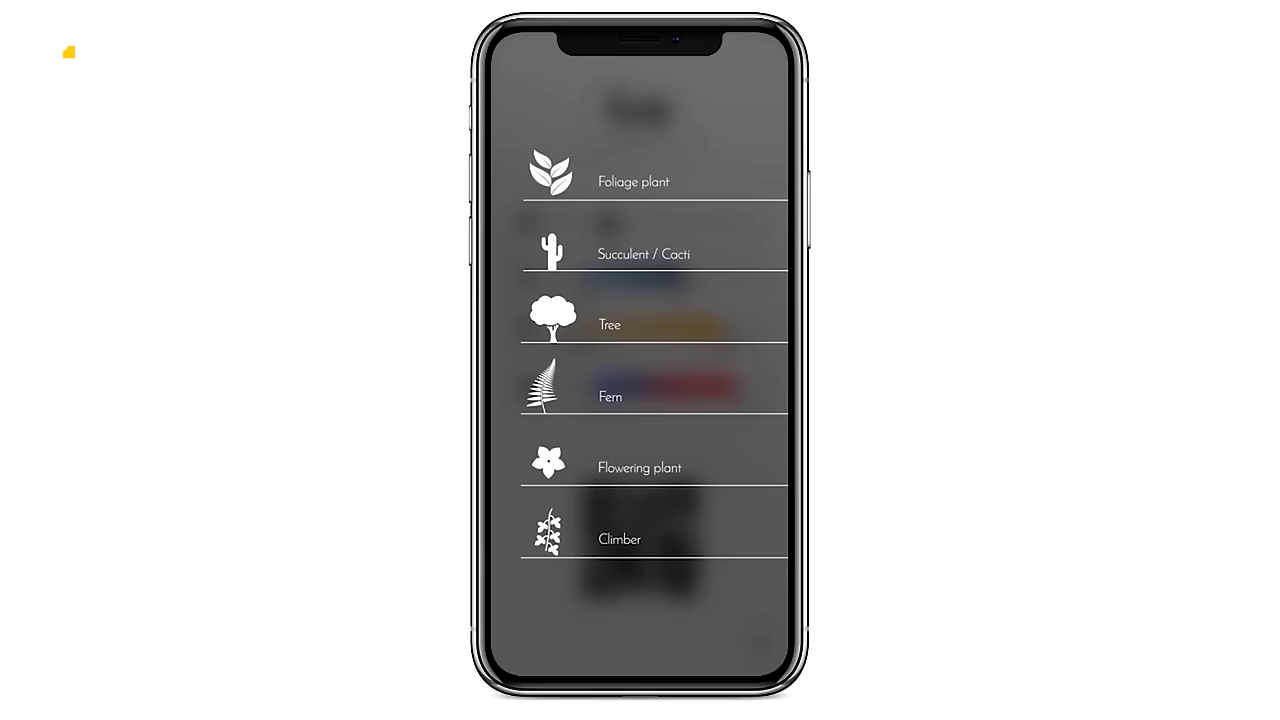 Foliage plant
Succulent / Cacti
Tree
Fern
Flowering plant
Climber